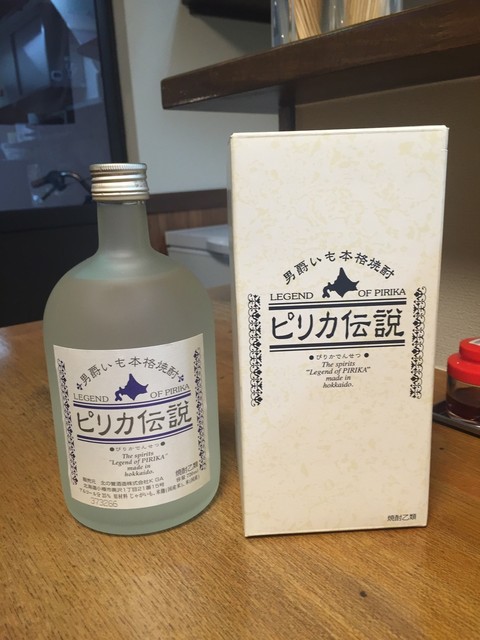 男爵いも本格焼酎
LEGEND OF PIRIKA
ピリカ伝説
●ぴりかでんせつ●
The spirits
"Legend of PIRIKA"
made in
hokkaido.
焼酎乙類
373266
男爵いも本格焼酎
LEGEND OF PIRIKA
ピリカ伝説
●ぴりかでんせつ●
The spirits
"Legend of PIRIKA"
made in
hokkaido.
焼酎乙類